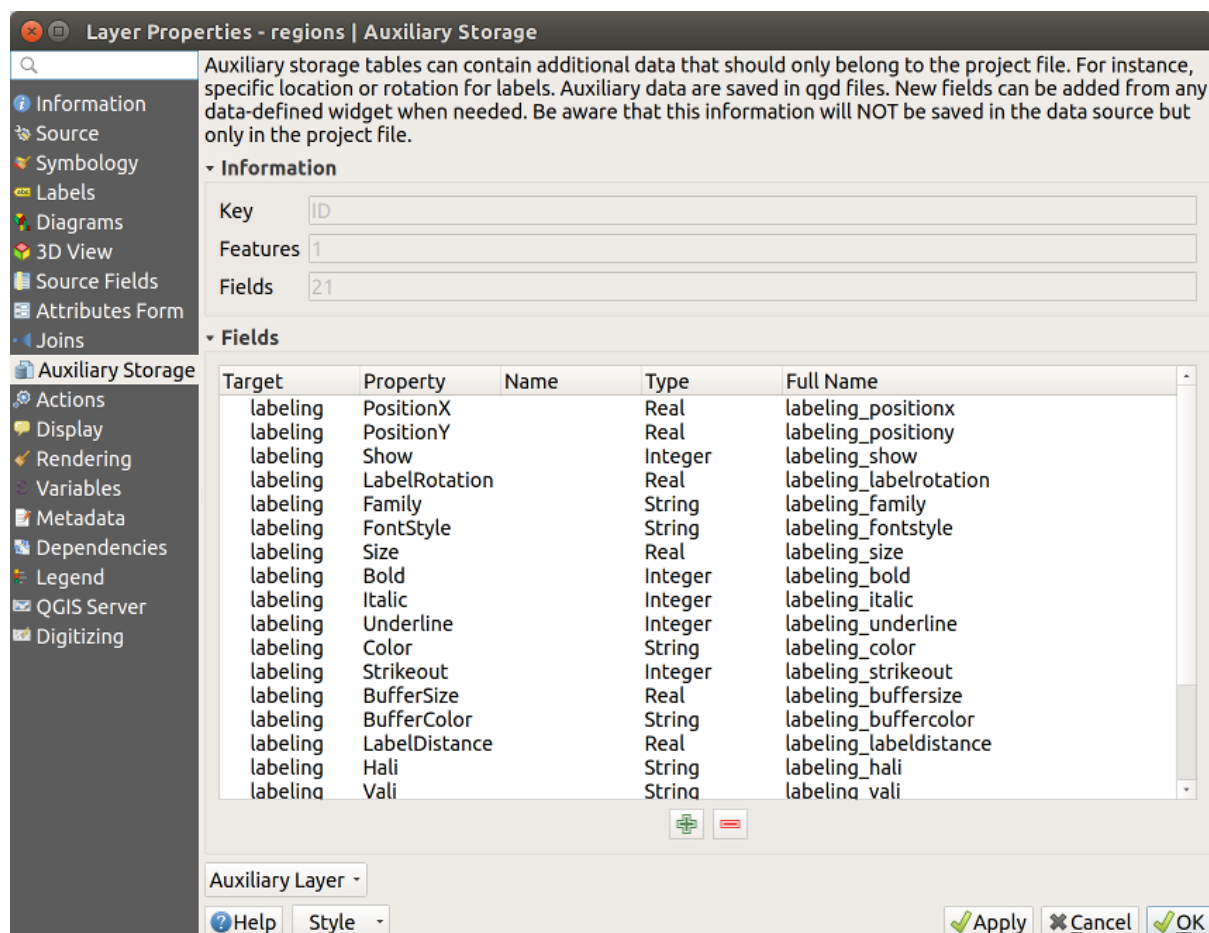 Layer Properties - regions | Auxiliary Storage
Information
Source
Symbology
Labels
Diagrams
3D View
Source Fields
Attributes Form
Joins
Auxiliary Storage
Actions
Display
Rendering
Variables
Metadata
Dependencies
Legend
QGIS Server
Digitizing
Auxiliary storage tables can contain additional data that should only belong to the project file. For instance,
specific location or rotation for labels. Auxiliary data are saved in qgd files. New fields can be added from any
data-defined widget when needed. Be aware that this information will NOT be saved in the data source but
only in the project file.
Information
Key ID
Features 1
Fields 21
Fields
Target Property Name Type Full Name
labeling PositionX Real labeling_positionx
labeling PositionY Real labeling_positiony
labeling Show Integer labeling_show
labeling LabelRotation Real labeling_labelrotation
labeling Family String labeling_family
labeling FontStyle String labeling_fontstyle
labeling Size Real labeling_size
labeling Bold Integer labeling_bold
labeling Italic Integer labeling_italic
labeling Underline Integer labeling_underline
labeling Color String labeling_color
labeling Strikeout Integer labeling_strikeout
labeling BufferSize Real labeling_buffersize
labeling BufferColor String labeling_buffercolor
labeling LabelDistance Real labeling_labeldistance
labeling Hali String labeling_hali
labeling Vali String labeling_vali
Auxiliary Layer
Help Style Apply Cancel OK